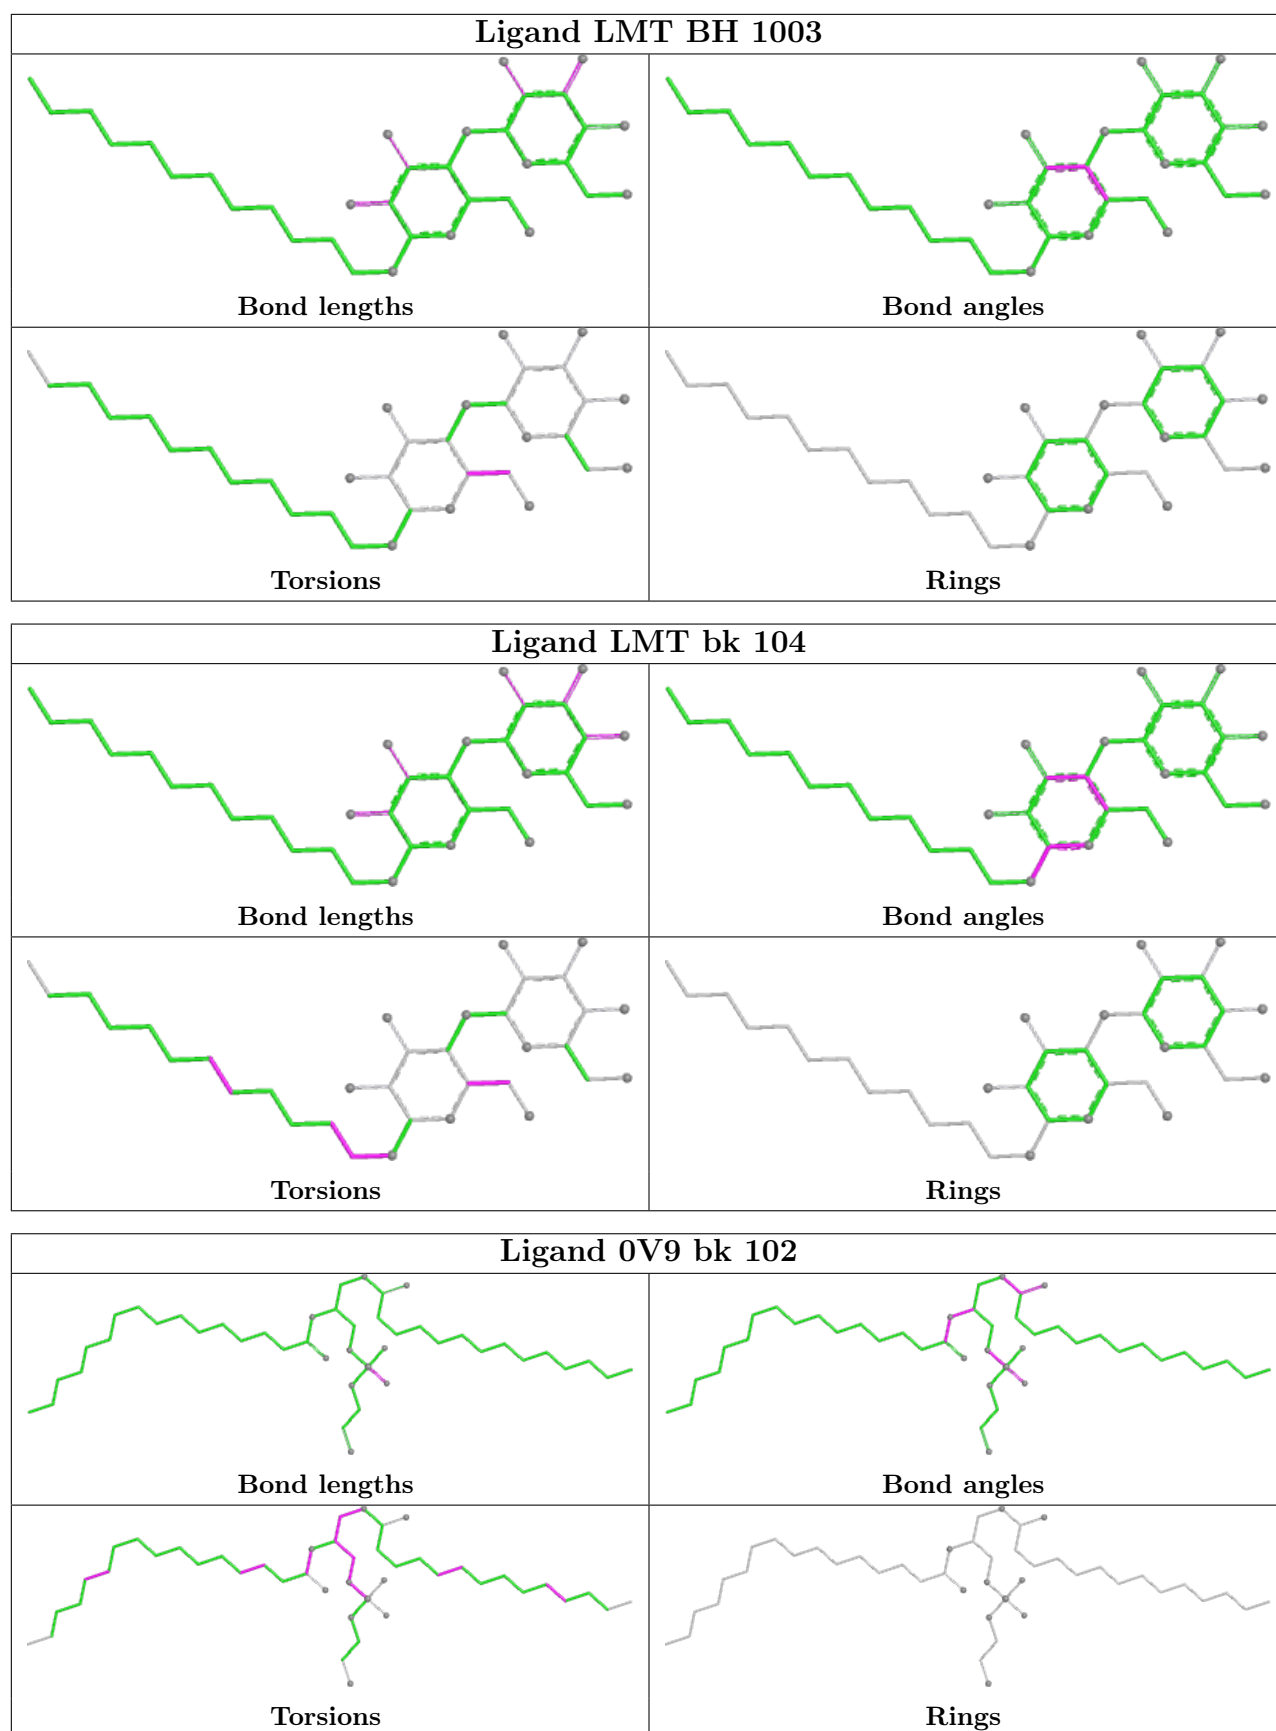 Ligand LMT BH 1003
Bond lengths
Bond angles
Torsions
Rings
Ligand LMT bk 104
Bond lengths
Bond angles
Torsions
Rings
Ligand 0V9 bk 102
Bond lengths
Bond angles
Torsions
Rings